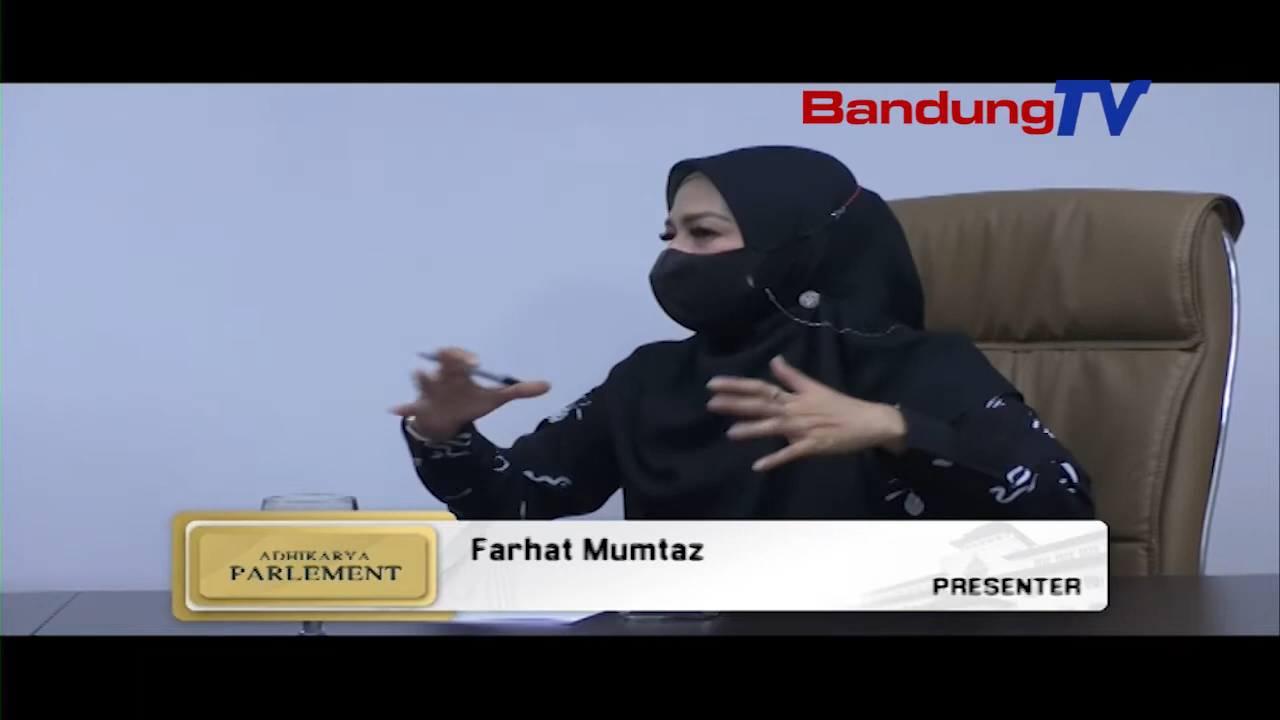 BandungTV
ADHIKARYA
PARLEMENT
Farhat Mumtaz
PRESENTER